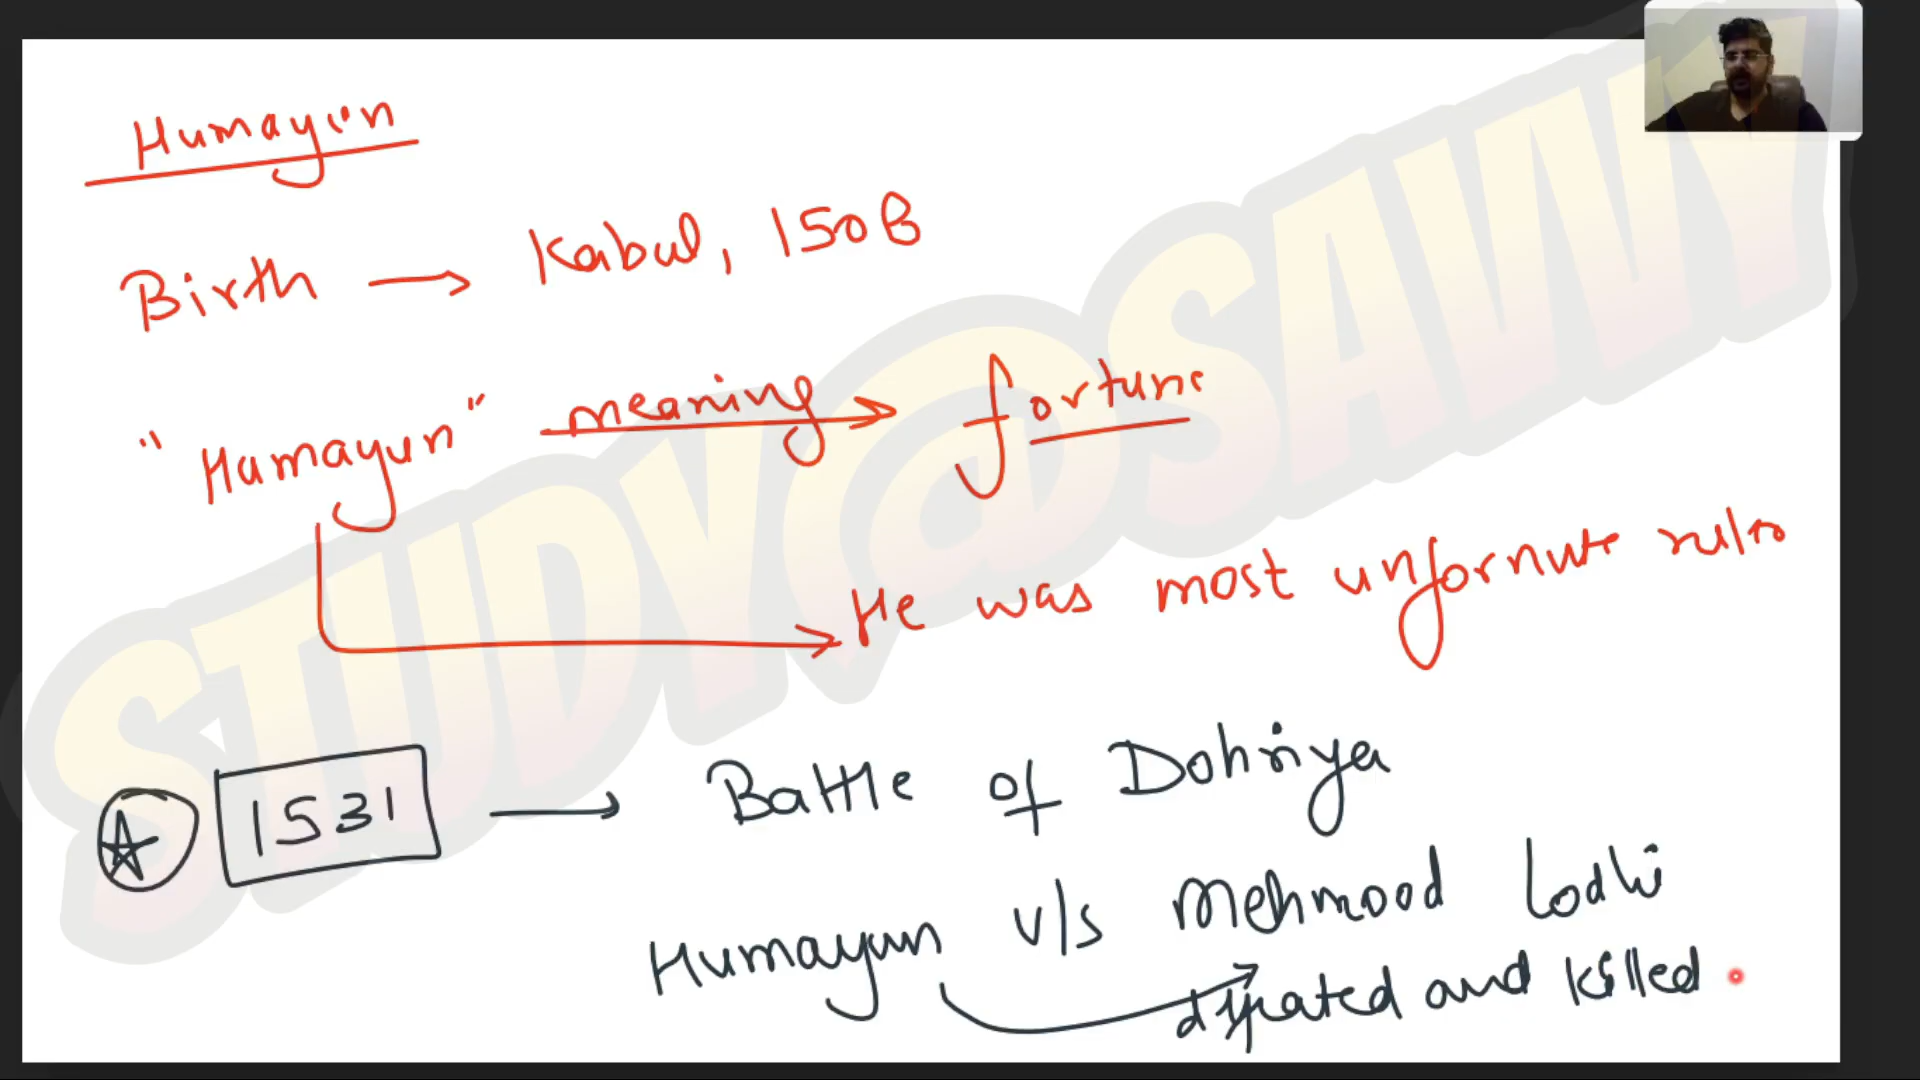 Humayun
Birth → Kabul, 1508
"Humayun" meaning → fortune
He was most unfornute ruler
1531 → Battle of Dohriya
Humayun v/s Mehmood Lodhi
and killed
STUDY@SAVVY